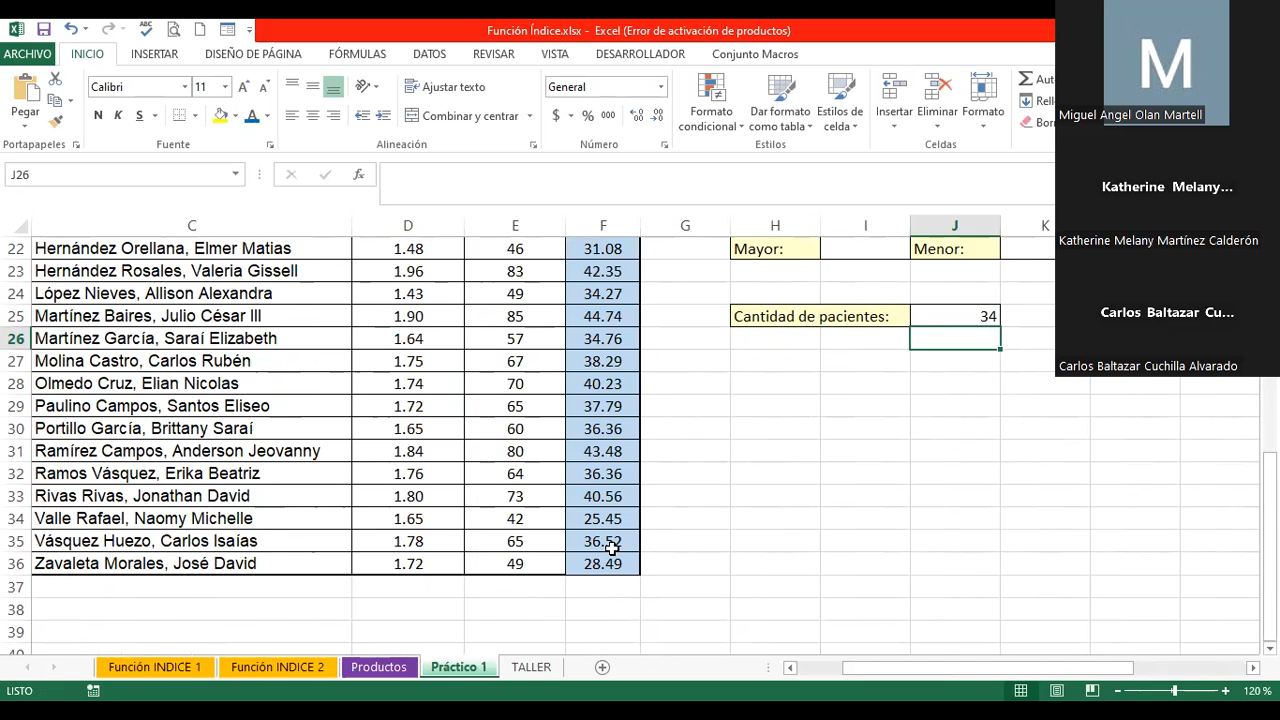 Función Índice.xlsx - Excel (Error de activación de productos)
ARCHIVO INICIO INSERTAR DISEÑO DE PÁGINA FÓRMULAS DATOS REVISAR VISTA DESARROLLADOR Conjunto Macros
Calibri 11 Ajustar texto General
Pegar N K S Combinar y centrar $ % 000 Formato condicional Dar formato como tabla Estilos de celda Insertar Eliminar Formato
Portapapeles Fuente Alineación Número Estilos Celdas
J26
C D E F G H I J K
22 Hernández Orellana, Elmer Matias 1.48 46 31.08 Mayor: Menor:
23 Hernández Rosales, Valeria Gissell 1.96 83 42.35
24 López Nieves, Allison Alexandra 1.43 49 34.27
25 Martínez Baires, Julio César III 1.90 85 44.74 Cantidad de pacientes: 34
26 Martínez García, Saraí Elizabeth 1.64 57 34.76
27 Molina Castro, Carlos Rubén 1.75 67 38.29
28 Olmedo Cruz, Elian Nicolas 1.74 70 40.23
29 Paulino Campos, Santos Eliseo 1.72 65 37.79
30 Portillo García, Brittany Saraí 1.65 60 36.36
31 Ramírez Campos, Anderson Jeovanny 1.84 80 43.48
32 Ramos Vásquez, Erika Beatriz 1.76 64 36.36
33 Rivas Rivas, Jonathan David 1.80 73 40.56
34 Valle Rafael, Naomy Michelle 1.65 42 25.45
35 Vásquez Huezo, Carlos Isaías 1.78 65 36.52
36 Zavaleta Morales, José David 1.72 49 28.49
37
38
39
Función INDICE 1 Función INDICE 2 Productos Práctico 1 TALLER
LISTO 120 %
M
Miguel Angel Olan Martell
Katherine Melany...
Katherine Melany Martínez Calderón
Carlos Baltazar Cu...
Carlos Baltazar Cuchilla Alvarado